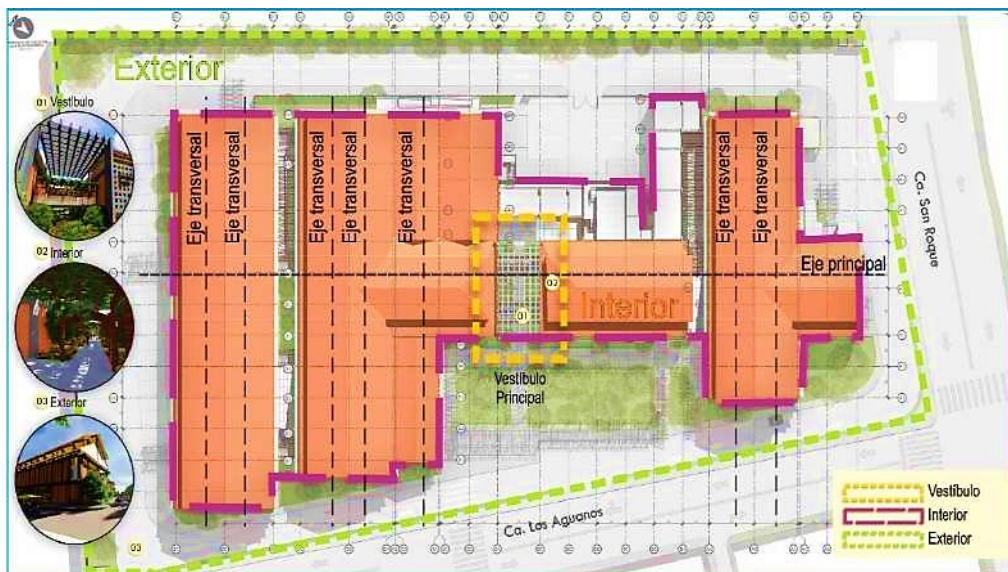 Exterior
01 Vestíbulo
02 Interior
03 Exterior
Eje transversal
Eje transversal
Eje transversal
Eje transversal
Eje transversal
Eje transversal
Eje transversal
Ca. San Roque
Eje principal
Interior
01
02
Vestíbulo
Principal
Ca. Los Aguanos
03
Vestíbulo
Interior
Exterior